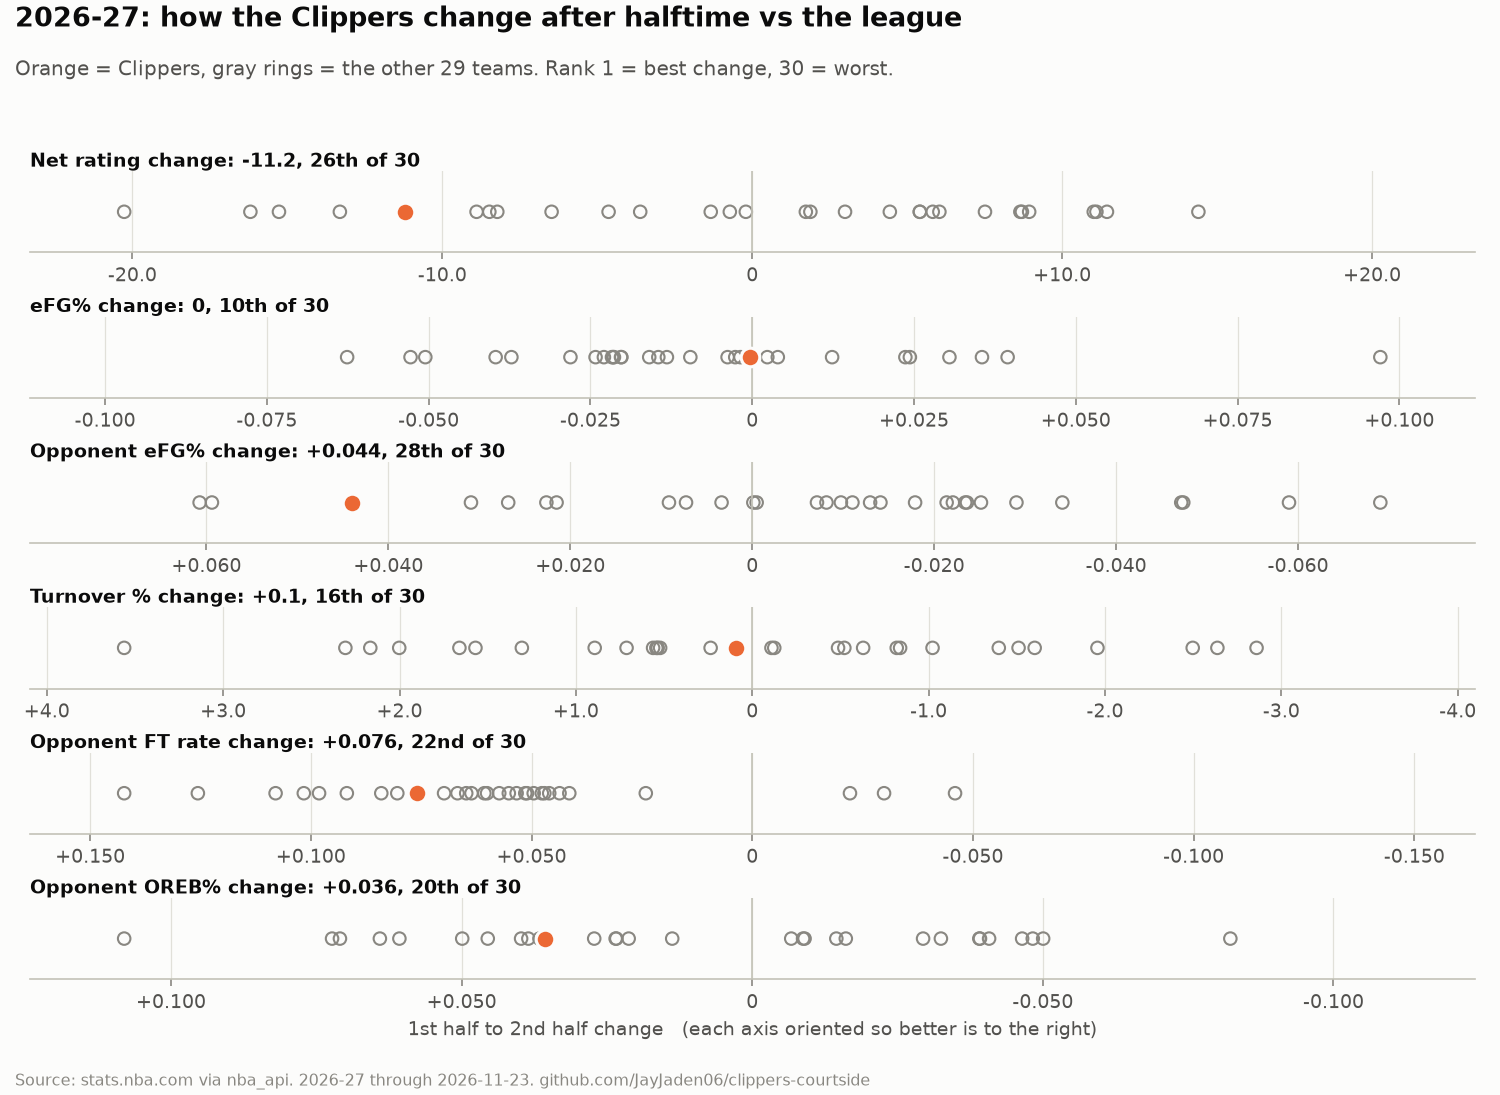 2026-27: how the Clippers change after halftime vs the league
Orange = Clippers, gray rings = the other 29 teams. Rank 1 = best change, 30 = worst.
Net rating change: -11.2, 26th of 30
-20.0 -10.0 0 +10.0 +20.0
eFG% change: 0, 10th of 30
-0.100 -0.075 -0.050 -0.025 0 +0.025 +0.050 +0.075 +0.100
Opponent eFG% change: +0.044, 28th of 30
+0.060 +0.040 +0.020 0 -0.020 -0.040 -0.060
Turnover % change: +0.1, 16th of 30
+4.0 +3.0 +2.0 +1.0 0 -1.0 -2.0 -3.0 -4.0
Opponent FT rate change: +0.076, 22nd of 30
+0.150 +0.100 +0.050 0 -0.050 -0.100 -0.150
Opponent OREB% change: +0.036, 20th of 30
+0.100 +0.050 0 -0.050 -0.100
1st half to 2nd half change (each axis oriented so better is to the right)
Source: stats.nba.com via nba_api. 2026-27 through 2026-11-23. github.com/JayJaden06/clippers-courtside